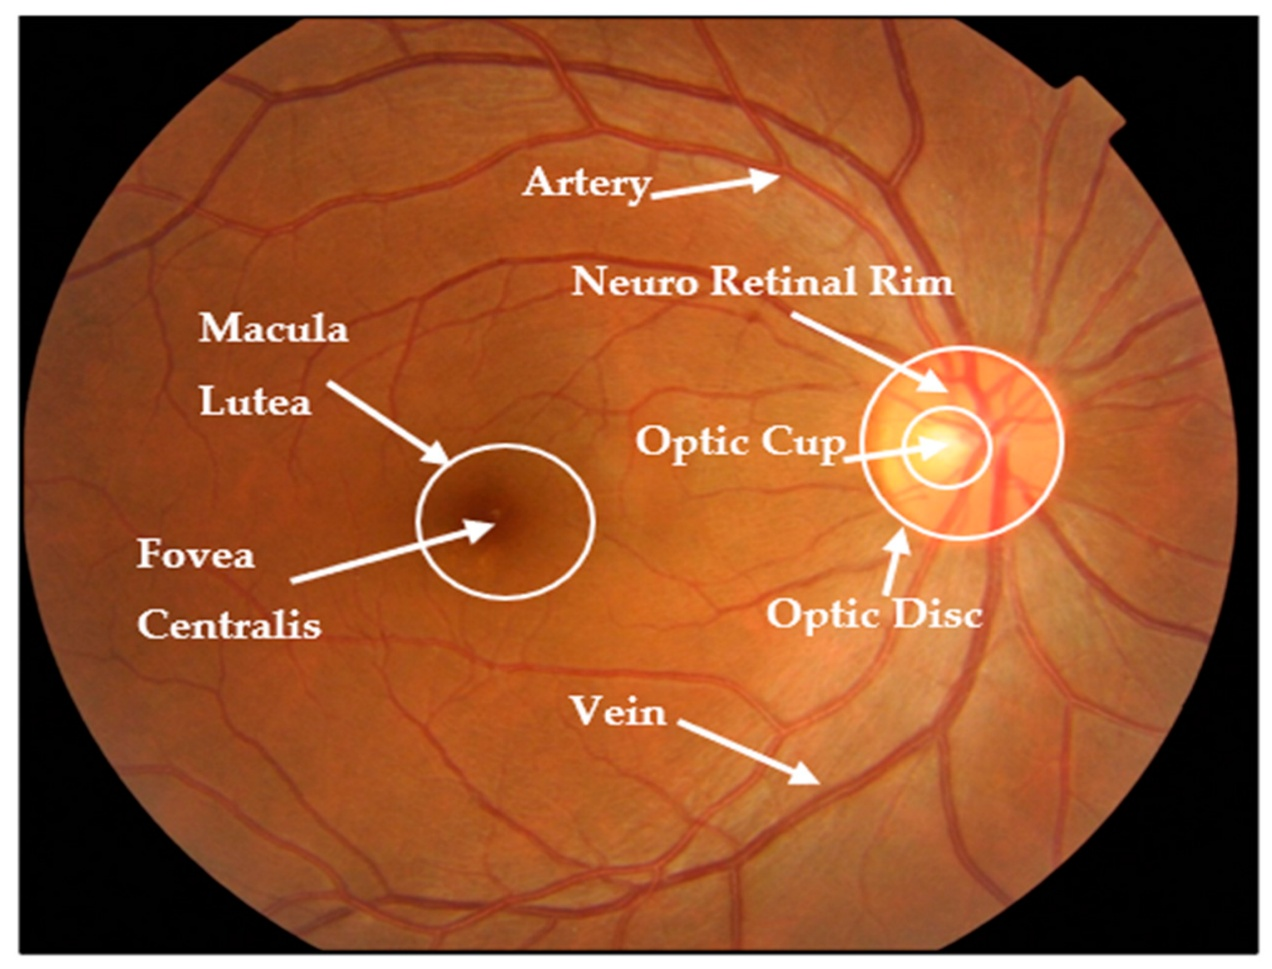 Artery
Neuro Retinal Rim
Macula
Lutea
Optic Cup
Fovea
Centralis
Optic Disc
Vein